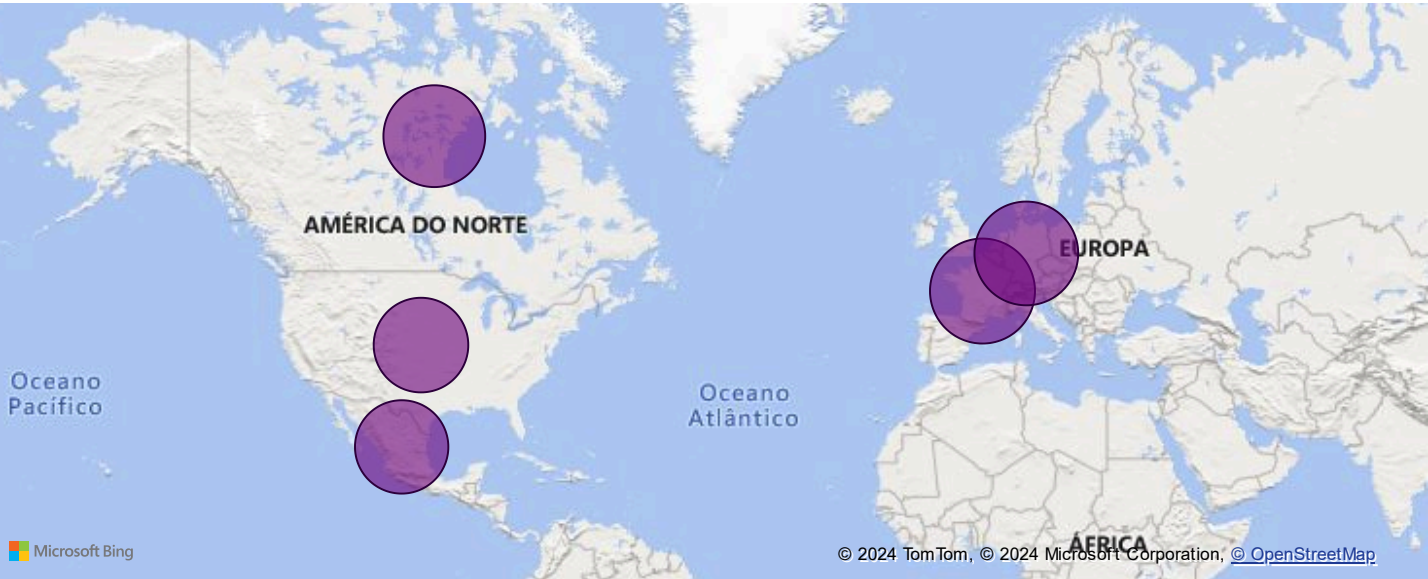 AMÉRICA DO NORTE
EUROPA
Oceano
Pacífico
Oceano
Atlântico
ÁFRICA
Microsoft Bing
© 2024 TomTom, © 2024 Microsoft Corporation, © OpenStreetMap